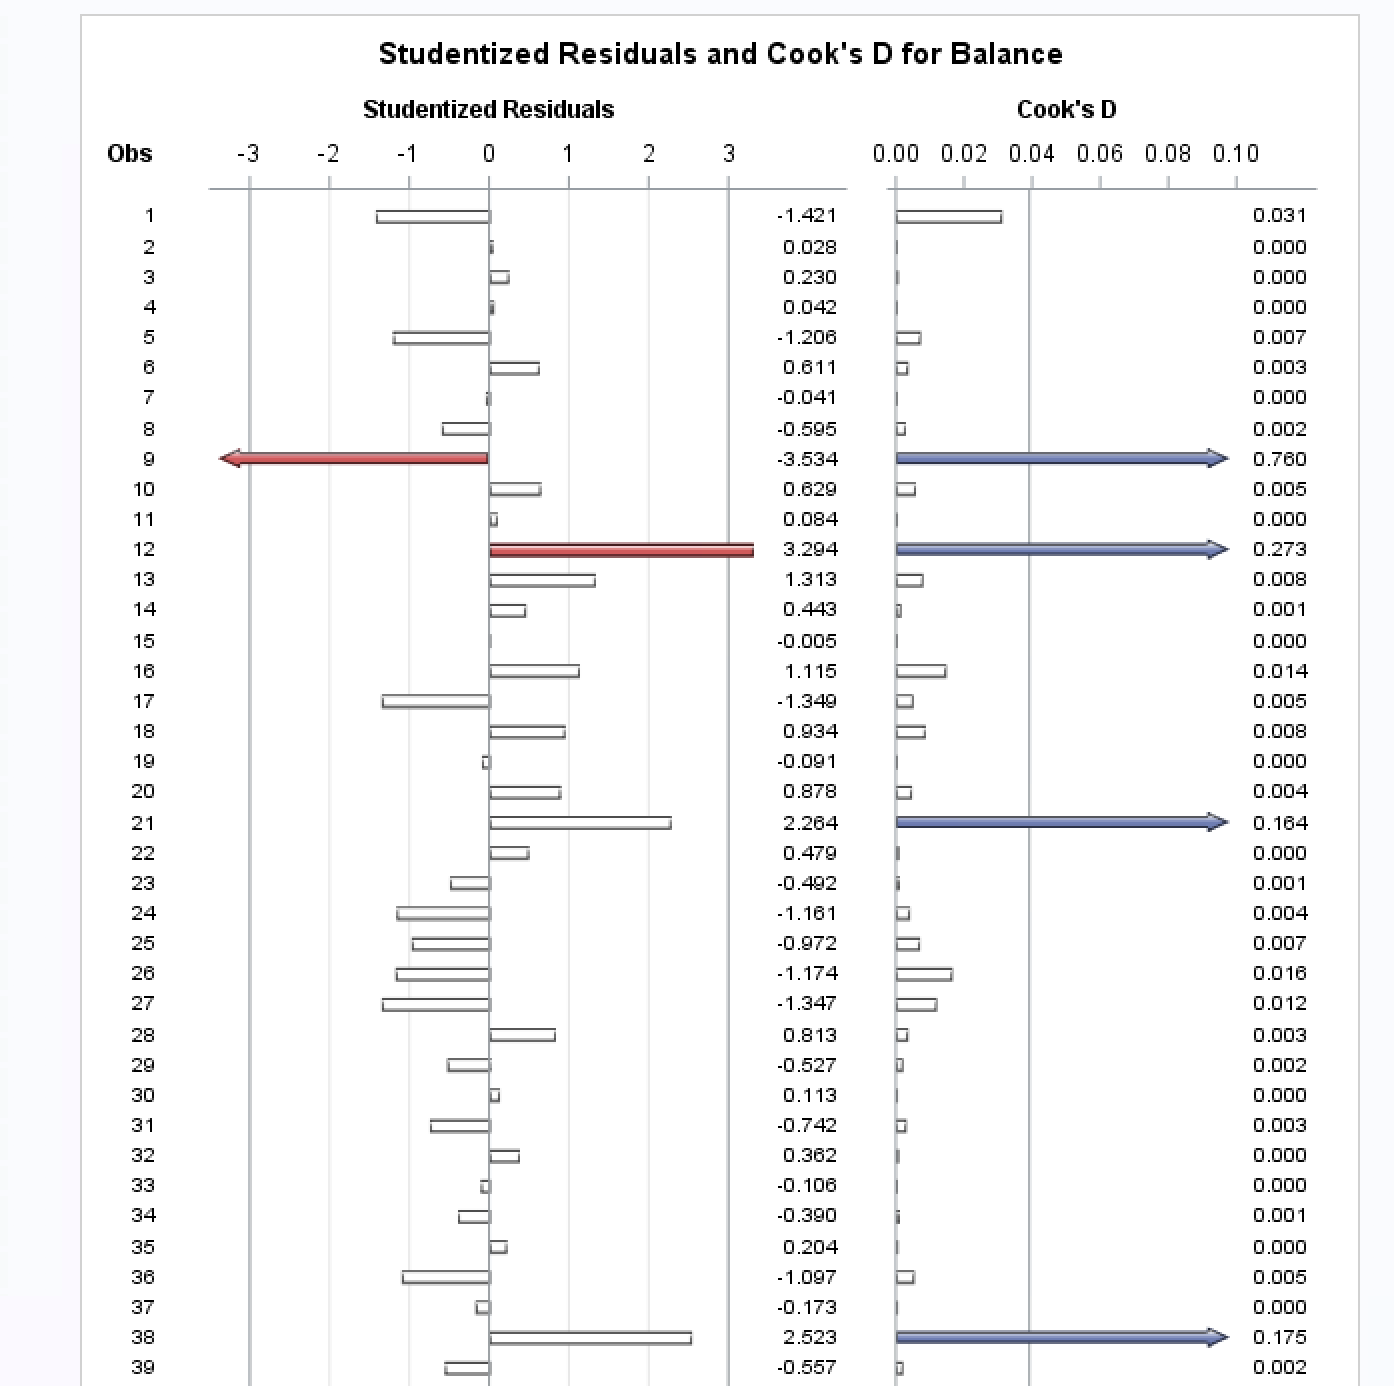 Studentized Residuals and Cook's D for Balance
Studentized Residuals Cook's D
Obs -3 -2 -1 0 1 2 3 0.00 0.02 0.04 0.06 0.08 0.10
1 -1.421 0.031
2 0.028 0.000
3 0.230 0.000
4 0.042 0.000
5 -1.206 0.007
6 0.611 0.003
7 -0.041 0.000
8 -0.595 0.002
9 -3.534 0.760
10 0.629 0.005
11 0.084 0.000
12 3.294 0.273
13 1.313 0.008
14 0.443 0.001
15 -0.005 0.000
16 1.115 0.014
17 -1.349 0.005
18 0.934 0.008
19 -0.091 0.000
20 0.878 0.004
21 2.264 0.164
22 0.479 0.000
23 -0.492 0.001
24 -1.161 0.004
25 -0.972 0.007
26 -1.174 0.016
27 -1.347 0.012
28 0.813 0.003
29 -0.527 0.002
30 0.113 0.000
31 -0.742 0.003
32 0.362 0.000
33 -0.106 0.000
34 -0.390 0.001
35 0.204 0.000
36 -1.097 0.005
37 -0.173 0.000
38 2.523 0.175
39 -0.557 0.002